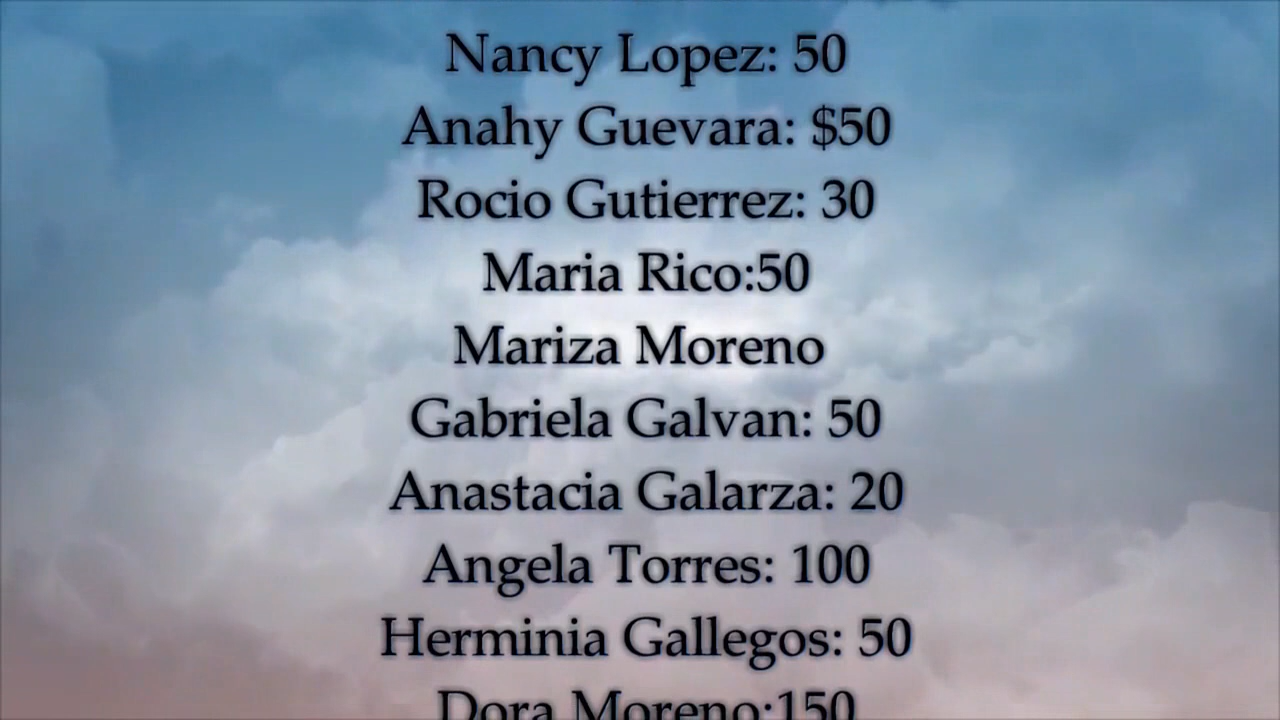 Nancy Lopez: 50
Anahy Guevara: $50
Rocio Gutierrez: 30
Maria Rico:50
Mariza Moreno
Gabriela Galvan: 50
Anastacia Galarza: 20
Angela Torres: 100
Herminia Gallegos: 50
Dora Moreno:150